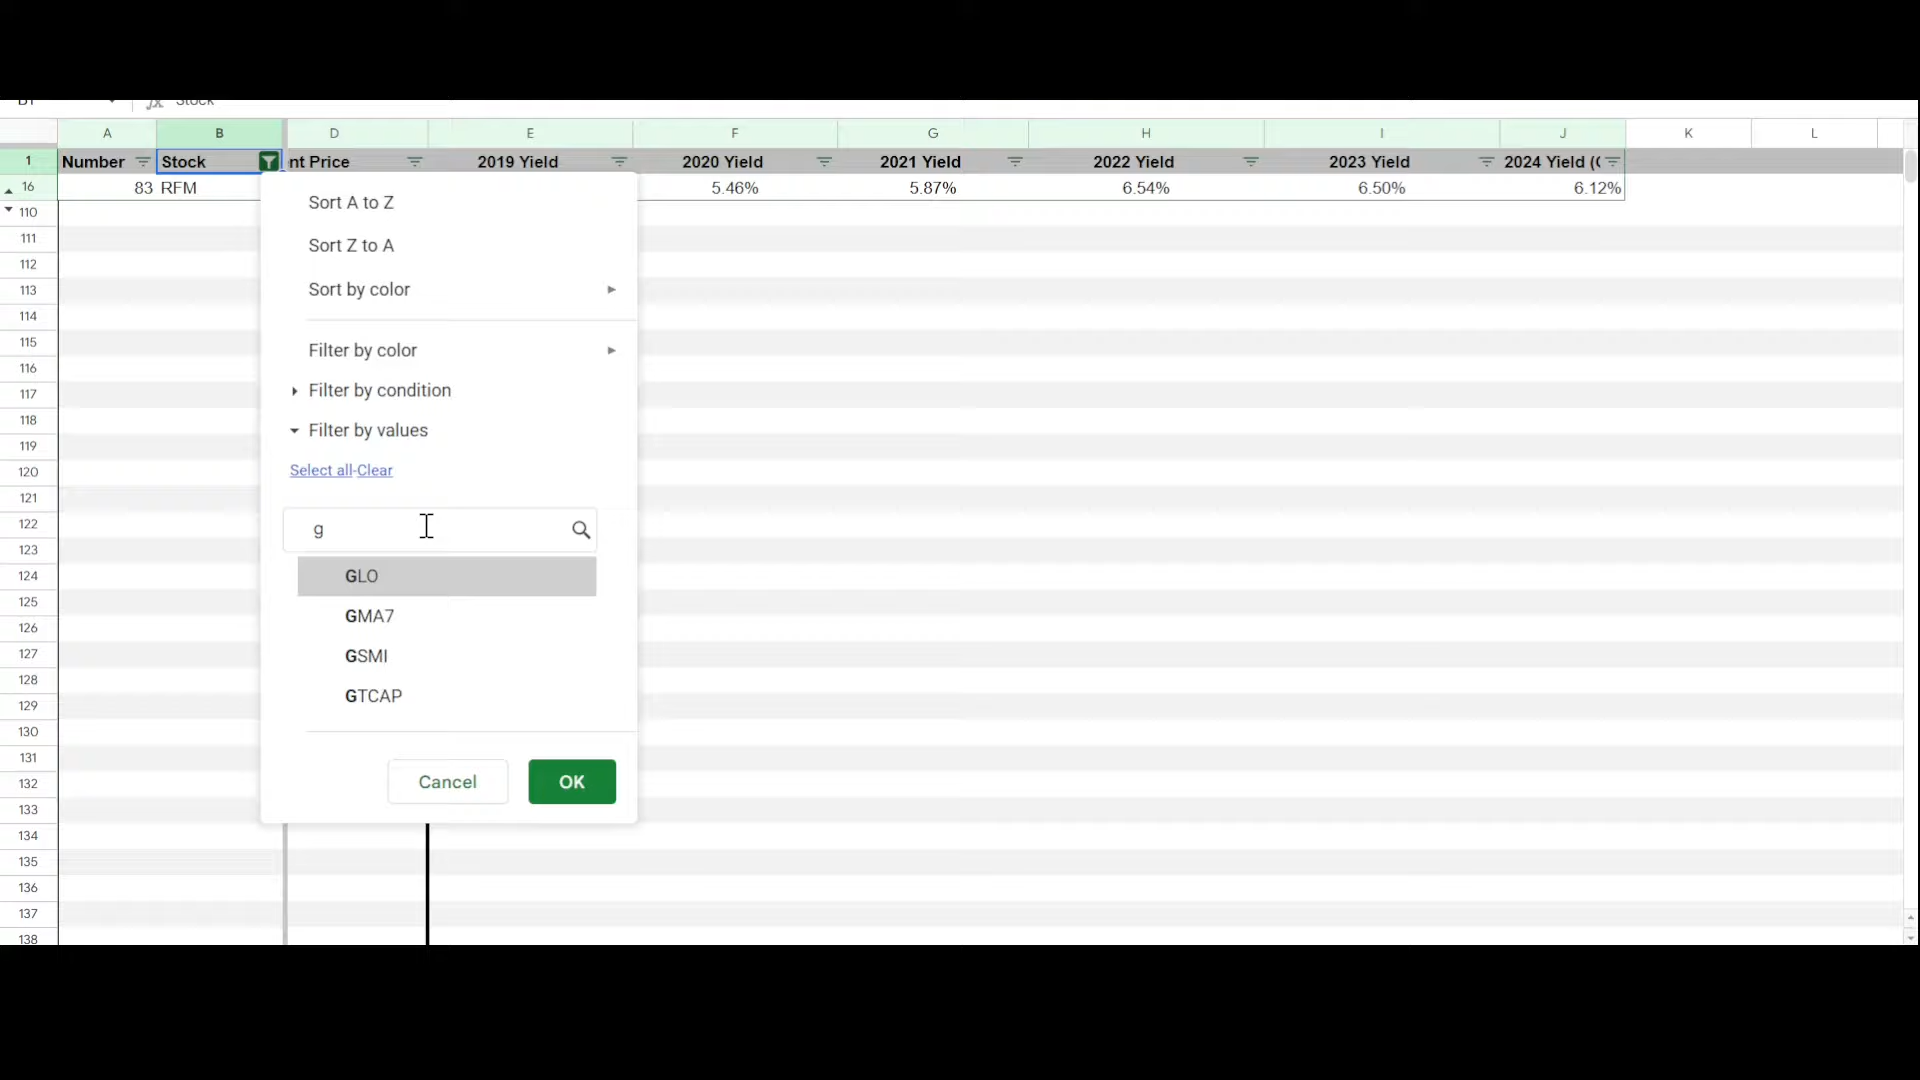 B1 fx Stock
A B D E F G H I J K L
1 Number Stock nt Price 2019 Yield 2020 Yield 2021 Yield 2022 Yield 2023 Yield 2024 Yield ((
16 83 RFM 5.46% 5.87% 6.54% 6.50% 6.12%
110
111
112
113
114
115
116
117
118
119
120
121
122
123
124
125
126
127
128
129
130
131
132
133
134
135
136
137
138
Sort A to Z
Sort Z to A
Sort by color
Filter by color
Filter by condition
Filter by values
Select all-Clear
g
GLO
GMA7
GSMI
GTCAP
Cancel OK